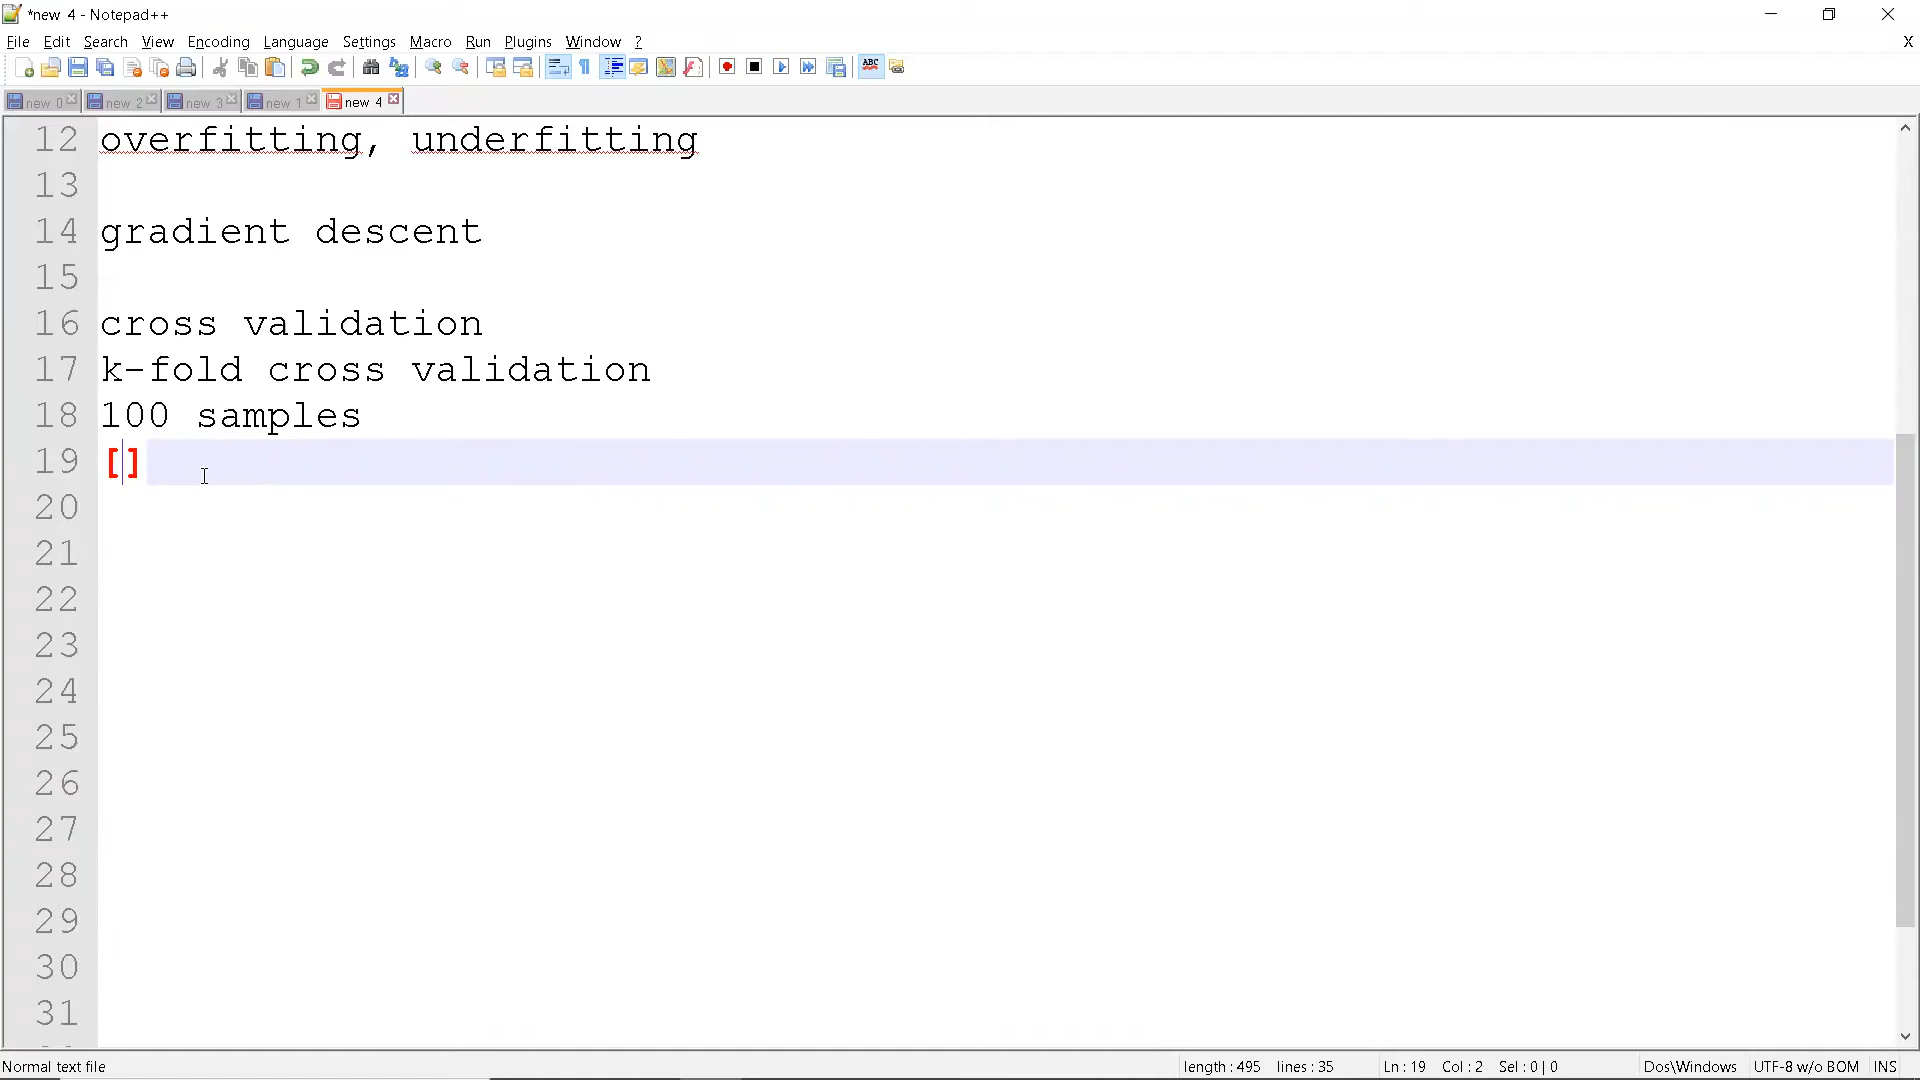 *new 4 - Notepad++
File Edit Search View Encoding Language Settings Macro Run Plugins Window ?
X
ABC
new 0 new 2 new 3 new 1 new 4
12 overfitting, underfitting
13
14 gradient descent
15
16 cross validation
17 k-fold cross validation
18 100 samples
19 []
20
21
22
23
24
25
26
27
28
29
30
31
Normal text file length : 495 lines : 35 Ln : 19 Col : 2 Sel : 0 | 0 Dos\Windows UTF-8 w/o BOM INS